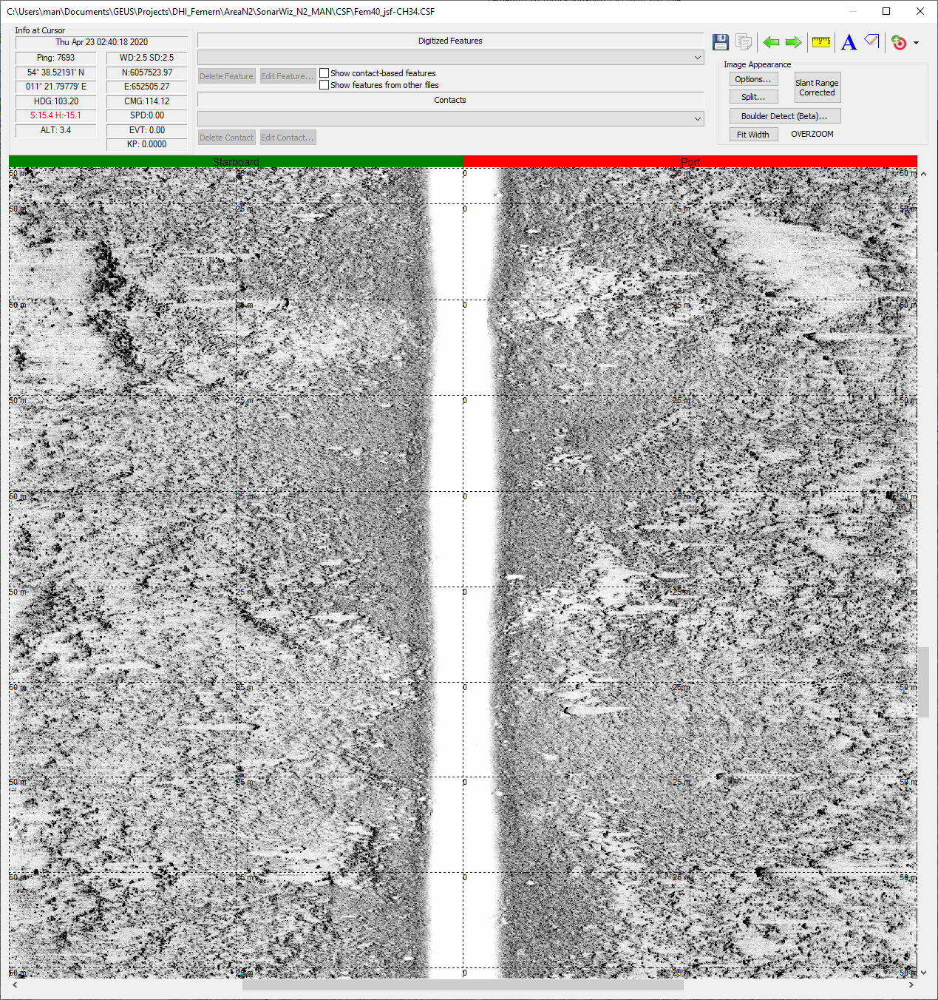 C:\Users\man\Documents\GEUS\Projects\DHI_Femern\AreaN2\SonarWiz_N2_MAN\CSF\Fem40_jsf-CH34.CSF
Info at Cursor
Thu Apr 23 02:40:18 2020
Ping: 7693 WD:2.5 SD:2.5
54° 38.52191' N N:6057523.97
011° 21.79779' E E:652505.27
HDG:103.20 CMG:114.12
S:15.4 H:-15.1 SPD:0.00
ALT: 3.4 EVT: 0.00
KP: 0.0000
Digitized Features
Delete Feature Edit Feature... Show contact-based features
Show features from other files
Contacts
Delete Contact Edit Contact...
Image Appearance
Options... Slant Range Corrected
Split...
Boulder Detect (Beta)...
Fit Width OVERZOOM
Starboard Port
50 m 25 m 0 25 m 50 m
50 m 25 m 0 25 m 50 m
50 m 25 m 0 25 m 50 m
50 m 25 m 0 25 m 50 m
50 m 25 m 0 25 m 50 m
50 m 25 m 0 25 m 50 m
50 m 25 m 0 25 m 50 m
50 m 25 m 0 25 m 50 m
50 m 25 m 0 25 m 50 m
50 m 25 m 0 25 m 50 m